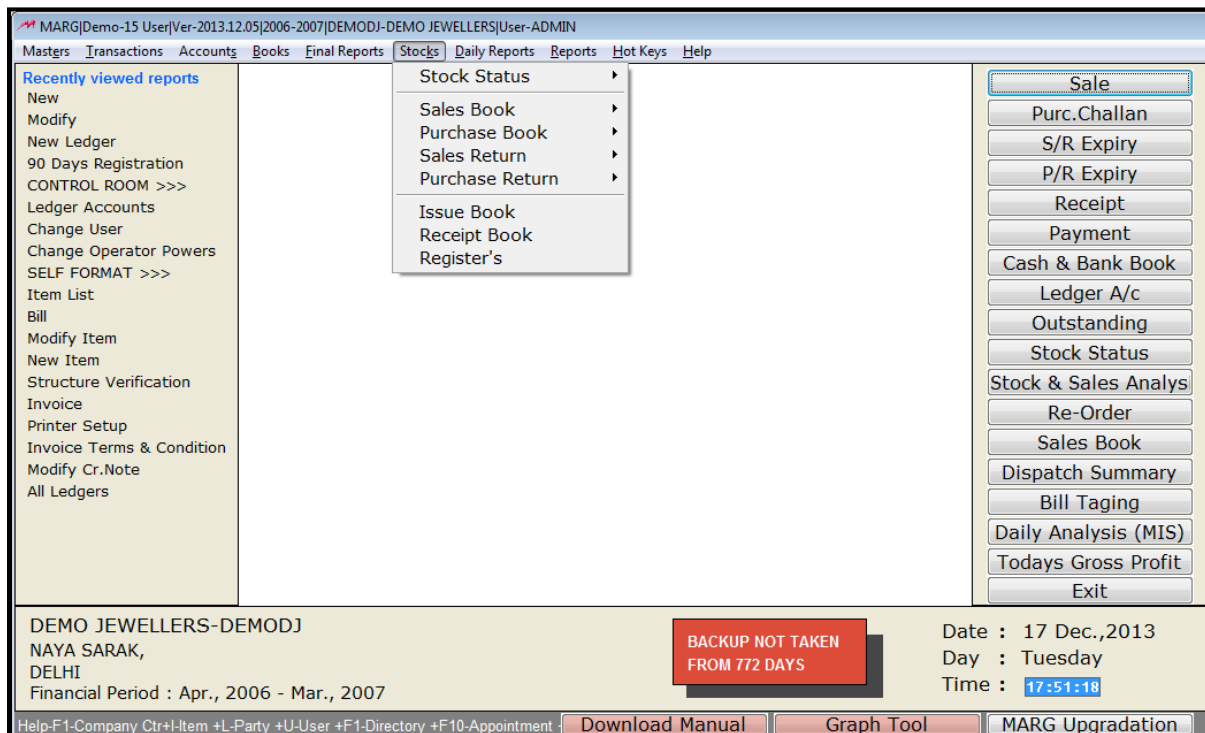 MARG|Demo-15 User|Ver-2013.12.05|2006-2007|DEMODJ-DEMO JEWELLERS|User-ADMIN
Masters Transactions Accounts Books Final Reports Stocks Daily Reports Reports Hot Keys Help
Recently viewed reports
New
Modify
New Ledger
90 Days Registration
CONTROL ROOM >>>
Ledger Accounts
Change User
Change Operator Powers
SELF FORMAT >>>
Item List
Bill
Modify Item
New Item
Structure Verification
Invoice
Printer Setup
Invoice Terms & Condition
Modify Cr.Note
All Ledgers
Stock Status
Sales Book
Purchase Book
Sales Return
Purchase Return
Issue Book
Receipt Book
Register's
Sale
Purc.Challan
S/R Expiry
P/R Expiry
Receipt
Payment
Cash & Bank Book
Ledger A/c
Outstanding
Stock Status
Stock & Sales Analys
Re-Order
Sales Book
Dispatch Summary
Bill Taging
Daily Analysis (MIS)
Todays Gross Profit
Exit
DEMO JEWELLERS-DEMODJ
NAYA SARAK,
DELHI
Financial Period : Apr., 2006 - Mar., 2007
BACKUP NOT TAKEN
FROM 772 DAYS
Date : 17 Dec.,2013
Day : Tuesday
Time : 17:51:18
Help-F1-Company Ctr+I-Item +L-Party +U-User +F1-Directory +F10-Appointment - Download Manual Graph Tool MARG Upgradation